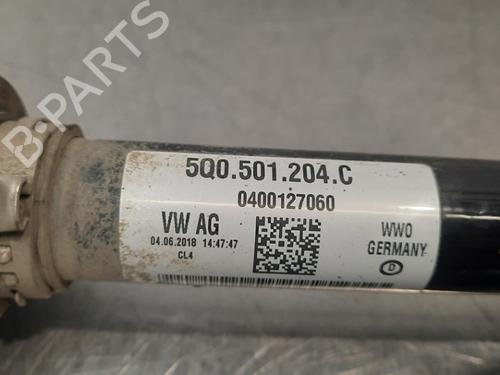 B-PARTS
5Q0.501.204.C
0400127060
VW AG
04.06.2018 14:47:47
CL4
WWO
GERMANY
D